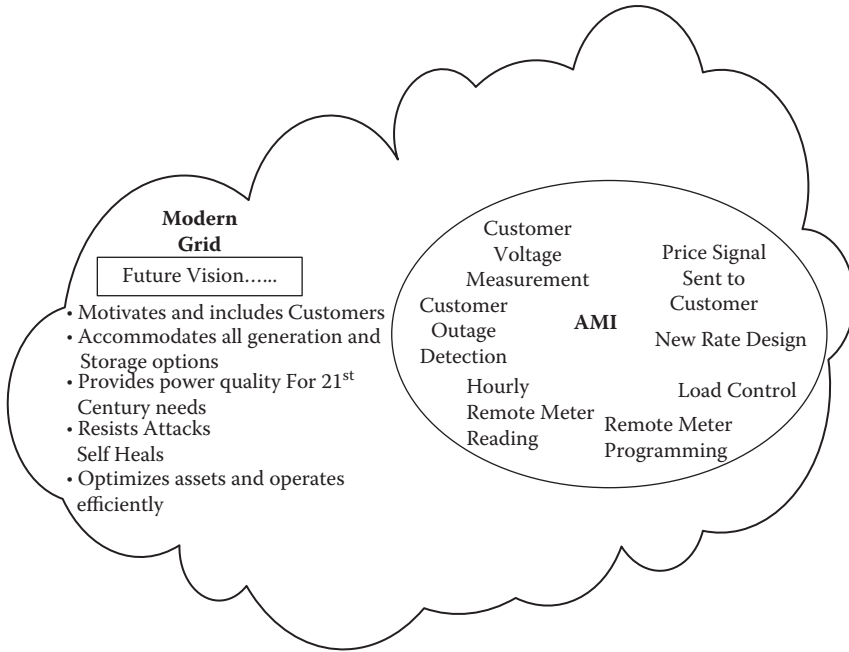 Modern
Grid
Future Vision......
• Motivates and includes Customers
• Accommodates all generation and
Storage options
• Provides power quality For 21st
Century needs
• Resists Attacks
Self Heals
• Optimizes assets and operates
efficiently
Customer
Voltage
Measurement
Customer
Outage
Detection
Hourly
Remote Meter
Reading
AMI
Price Signal
Sent to
Customer
New Rate Design
Load Control
Remote Meter
Programming